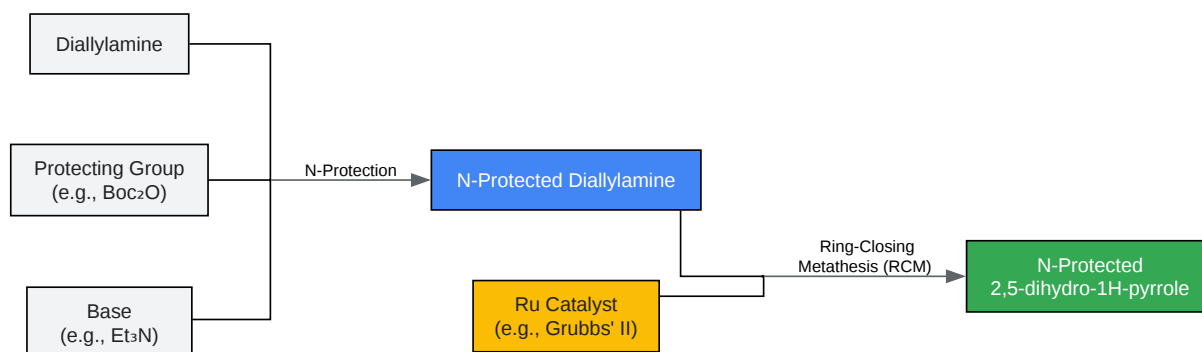 Diallylamine
Protecting Group
(e.g., Boc₂O)
Base
(e.g., Et₃N)
N-Protection
N-Protected Diallylamine
Ru Catalyst
(e.g., Grubbs' II)
Ring-Closing
Metathesis (RCM)
N-Protected
2,5-dihydro-1H-pyrrole